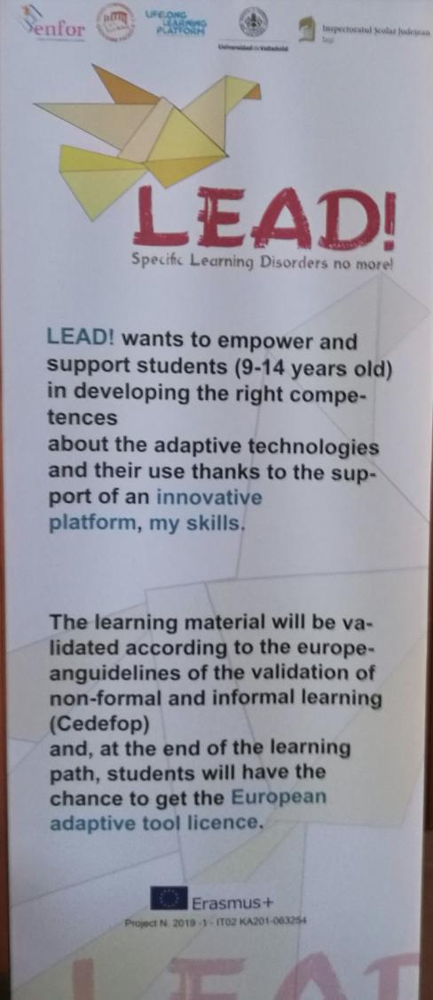 enfor
LIFELONG
LEARNING
PLATFORM
Universidad de Valladolid
Inspectoratul Școlar Județean
Iași
LEAD!
Specific Learning Disorders no more!
LEAD! wants to empower and
support students (9-14 years old)
in developing the right compe-
tences
about the adaptive technologies
and their use thanks to the sup-
port of an innovative
platform, my skills.
The learning material will be va-
lidated according to the europe-
anguidelines of the validation of
non-formal and informal learning
(Cedefop)
and, at the end of the learning
path, students will have the
chance to get the European
adaptive tool licence.
Erasmus+
Project N. 2019 -1 - IT02 KA201-063254
LEAD